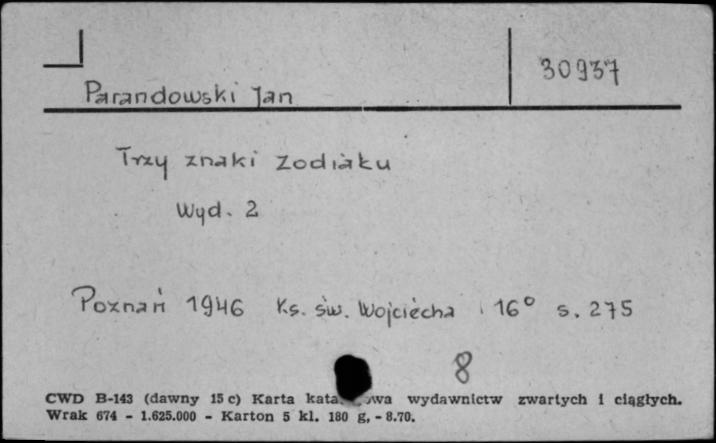 30937
Parandowski Jan
Trzy znaki Zodiaku
Wyd. 2
Poznań 1946 Ks. św. Wojciecha 16° s. 275
8
CWD B-143 (dawny 15 c) Karta wydawnictw zwartych i ciągłych.
Wrak 674 - 1.625.000 - Karton 5 kl. 180 g, - 8.70.